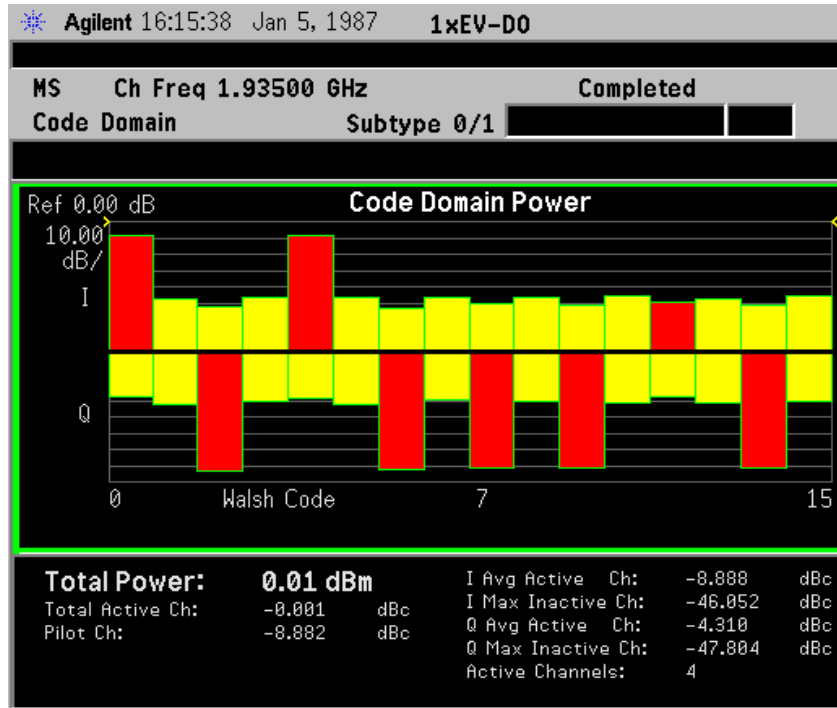 Agilent 16:15:38 Jan 5, 1987 1xEV-DO
MS Ch Freq 1.93500 GHz Completed
Code Domain Subtype 0/1
Ref 0.00 dB Code Domain Power
10.00
dB/
I
Q
0 Walsh Code 7 15
Total Power: 0.01 dBm
Total Active Ch: -0.001 dBc
Pilot Ch: -8.882 dBc
I Avg Active Ch: -8.888 dBc
I Max Inactive Ch: -46.052 dBc
Q Avg Active Ch: -4.310 dBc
Q Max Inactive Ch: -47.804 dBc
Active Channels: 4